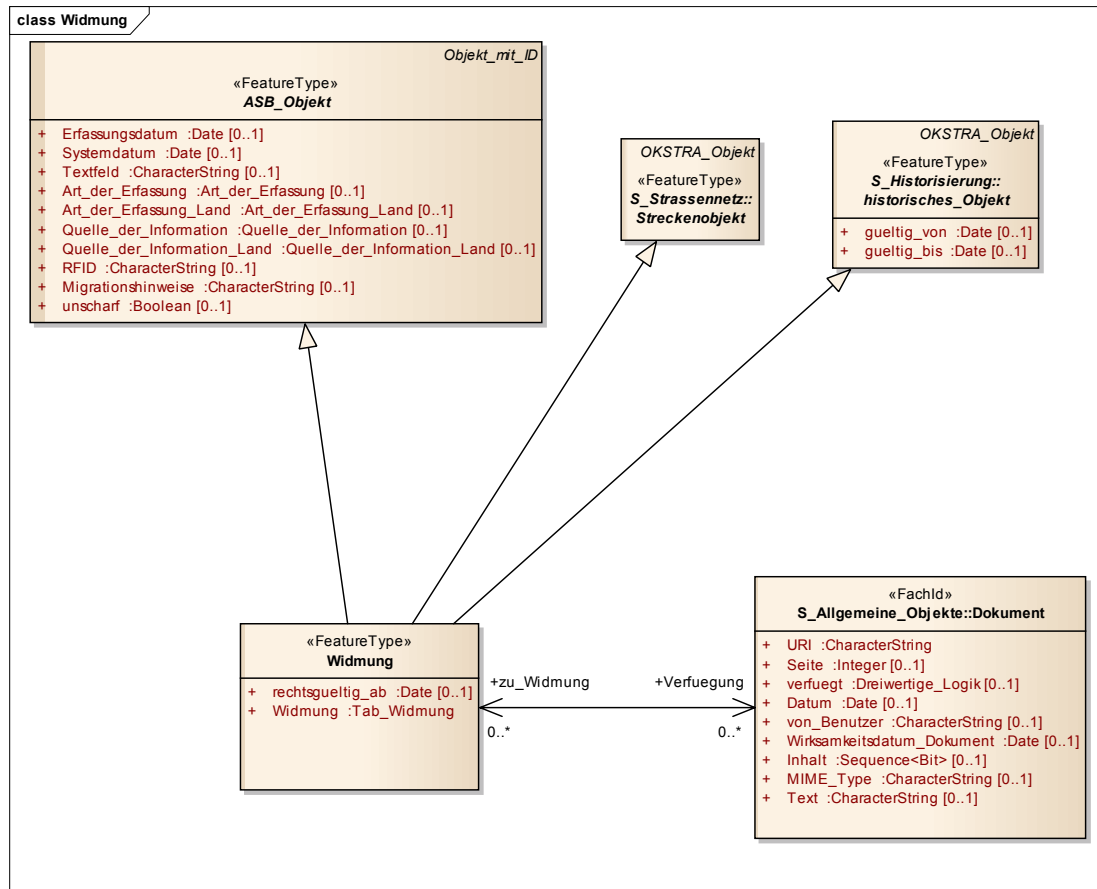 class Widmung
Objekt_mit_ID
«FeatureType»
ASB_Objekt
+ Erfassungsdatum :Date [0..1]
+ Systemdatum :Date [0..1]
+ Textfeld :CharacterString [0..1]
+ Art_der_Erfassung :Art_der_Erfassung [0..1]
+ Art_der_Erfassung_Land :Art_der_Erfassung_Land [0..1]
+ Quelle_der_Information :Quelle_der_Information [0..1]
+ Quelle_der_Information_Land :Quelle_der_Information_Land [0..1]
+ RFID :CharacterString [0..1]
+ Migrationshinweise :CharacterString [0..1]
+ unscharf :Boolean [0..1]
OKSTRA_Objekt
«FeatureType»
S_Strassennetz::
Streckenobjekt
OKSTRA_Objekt
«FeatureType»
S_Historisierung::
historisches_Objekt
+ gueltig_von :Date [0..1]
+ gueltig_bis :Date [0..1]
«FeatureType»
Widmung
+ rechtsgueltig_ab :Date [0..1]
+ Widmung :Tab_Widmung
+zu_Widmung
0..*
+Verfuegung
0..*
«FachId»
S_Allgemeine_Objekte::Dokument
+ URI :CharacterString
+ Seite :Integer [0..1]
+ verfuegt :Dreiwertige_Logik[0..1]
+ Datum :Date [0..1]
+ von_Benutzer :CharacterString [0..1]
+ Wirksamkeitsdatum_Dokument :Date [0..1]
+ Inhalt :Sequence<Bit> [0..1]
+ MIME_Type :CharacterString [0..1]
+ Text :CharacterString [0..1]